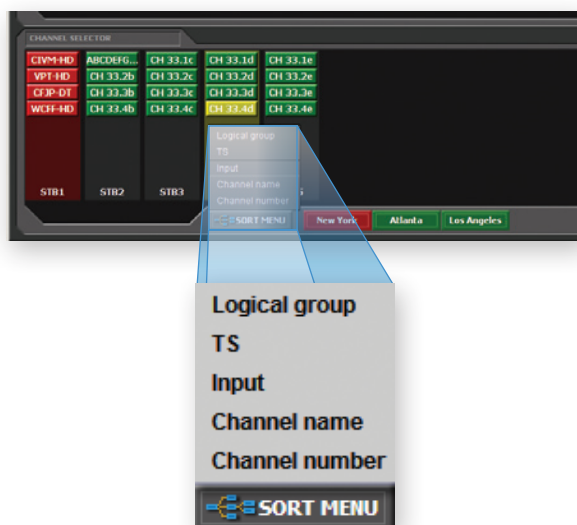 CHANNEL SELECTOR
CIVM-HD ABCDEFG... CH 33.1c CH 33.1d CH 33.1e
VPT-HD CH 33.2b CH 33.2c CH 33.2d CH 33.2e
CFJP-DT CH 33.3b CH 33.3c CH 33.3d CH 33.3e
WCFF-HD CH 33.4b CH 33.4c CH 33.4d CH 33.4e
Logical group
TS
Input
Channel name
Channel number
STB1 STB2 STB3
SORT MENU New York Atlanta Los Angeles
Logical group
TS
Input
Channel name
Channel number
SORT MENU